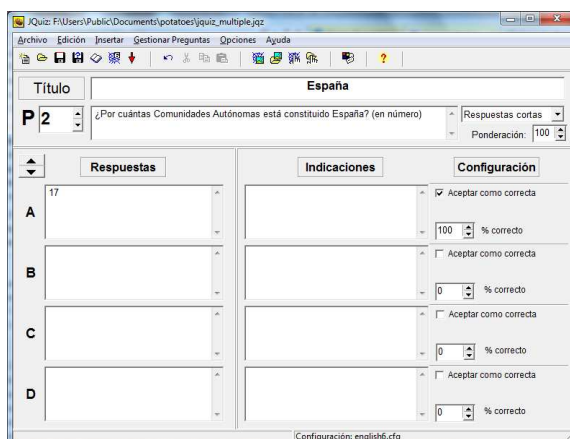 JQuiz: F:\Users\Public\Documents\potatoes\jquiz_multiple.jqz
Archivo Edición Insertar Gestionar Preguntas Opciones Ayuda
Título España
P 2 ¿Por cuántas Comunidades Autónomas está constituido España? (en número) Respuestas cortas
Ponderación: 100
Respuestas Indicaciones Configuración
A 17 Aceptar como correcta
100 % correcto
B Aceptar como correcta
0 % correcto
C Aceptar como correcta
0 % correcto
D Aceptar como correcta
0 % correcto
Configuración: english6.cfg